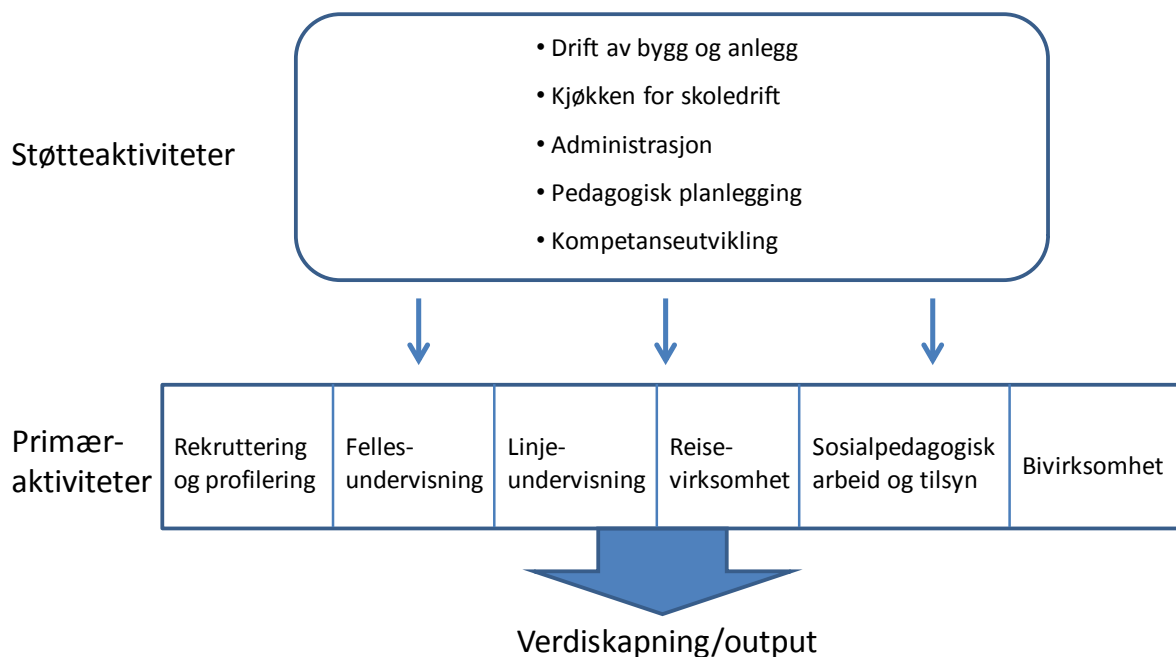 • Drift av bygg og anlegg
• Kjøkken for skoledrift
Støtteaktiviteter
• Administrasjon
• Pedagogisk planlegging
• Kompetanseutvikling
Primær-
aktiviteter
Rekruttering
og profilering
Felles-
undervisning
Linje-
undervisning
Reise-
virksomhet
Sosialpedagogisk
arbeid og tilsyn
Bivirksomhet
Verdiskapning/output